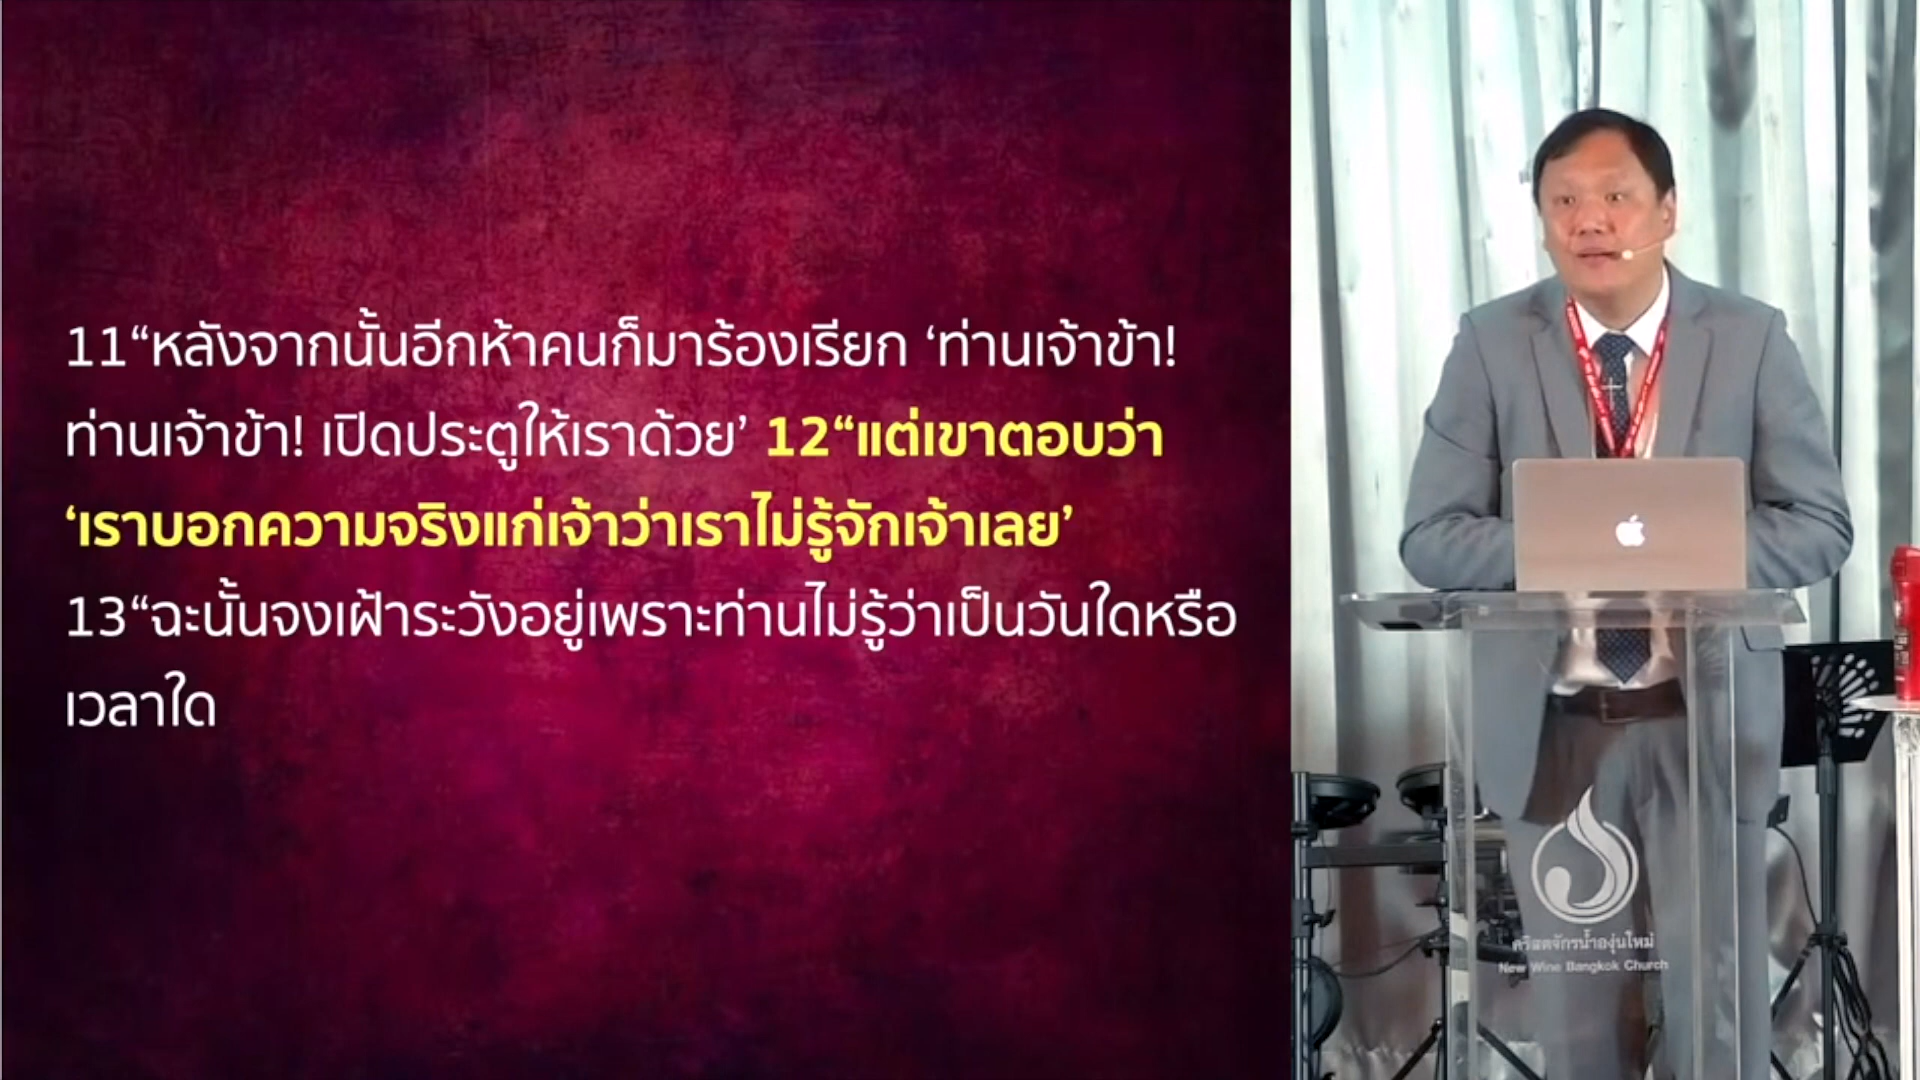 11“หลังจากนั้นอีกห้าคนก็มาร้องเรียก ‘ท่านเจ้าข้า!
ท่านเจ้าข้า! เปิดประตูให้เราด้วย’ 12“แต่เขาตอบว่า
‘เราบอกความจริงแก่เจ้าว่าเราไม่รู้จักเจ้าเลย’
13“ฉะนั้นจงเฝ้าระวังอยู่เพราะท่านไม่รู้ว่าเป็นวันใดหรือ
เวลาใด
คริสตจักรน้ำองุ่นใหม่
New Wine Bangkok Church